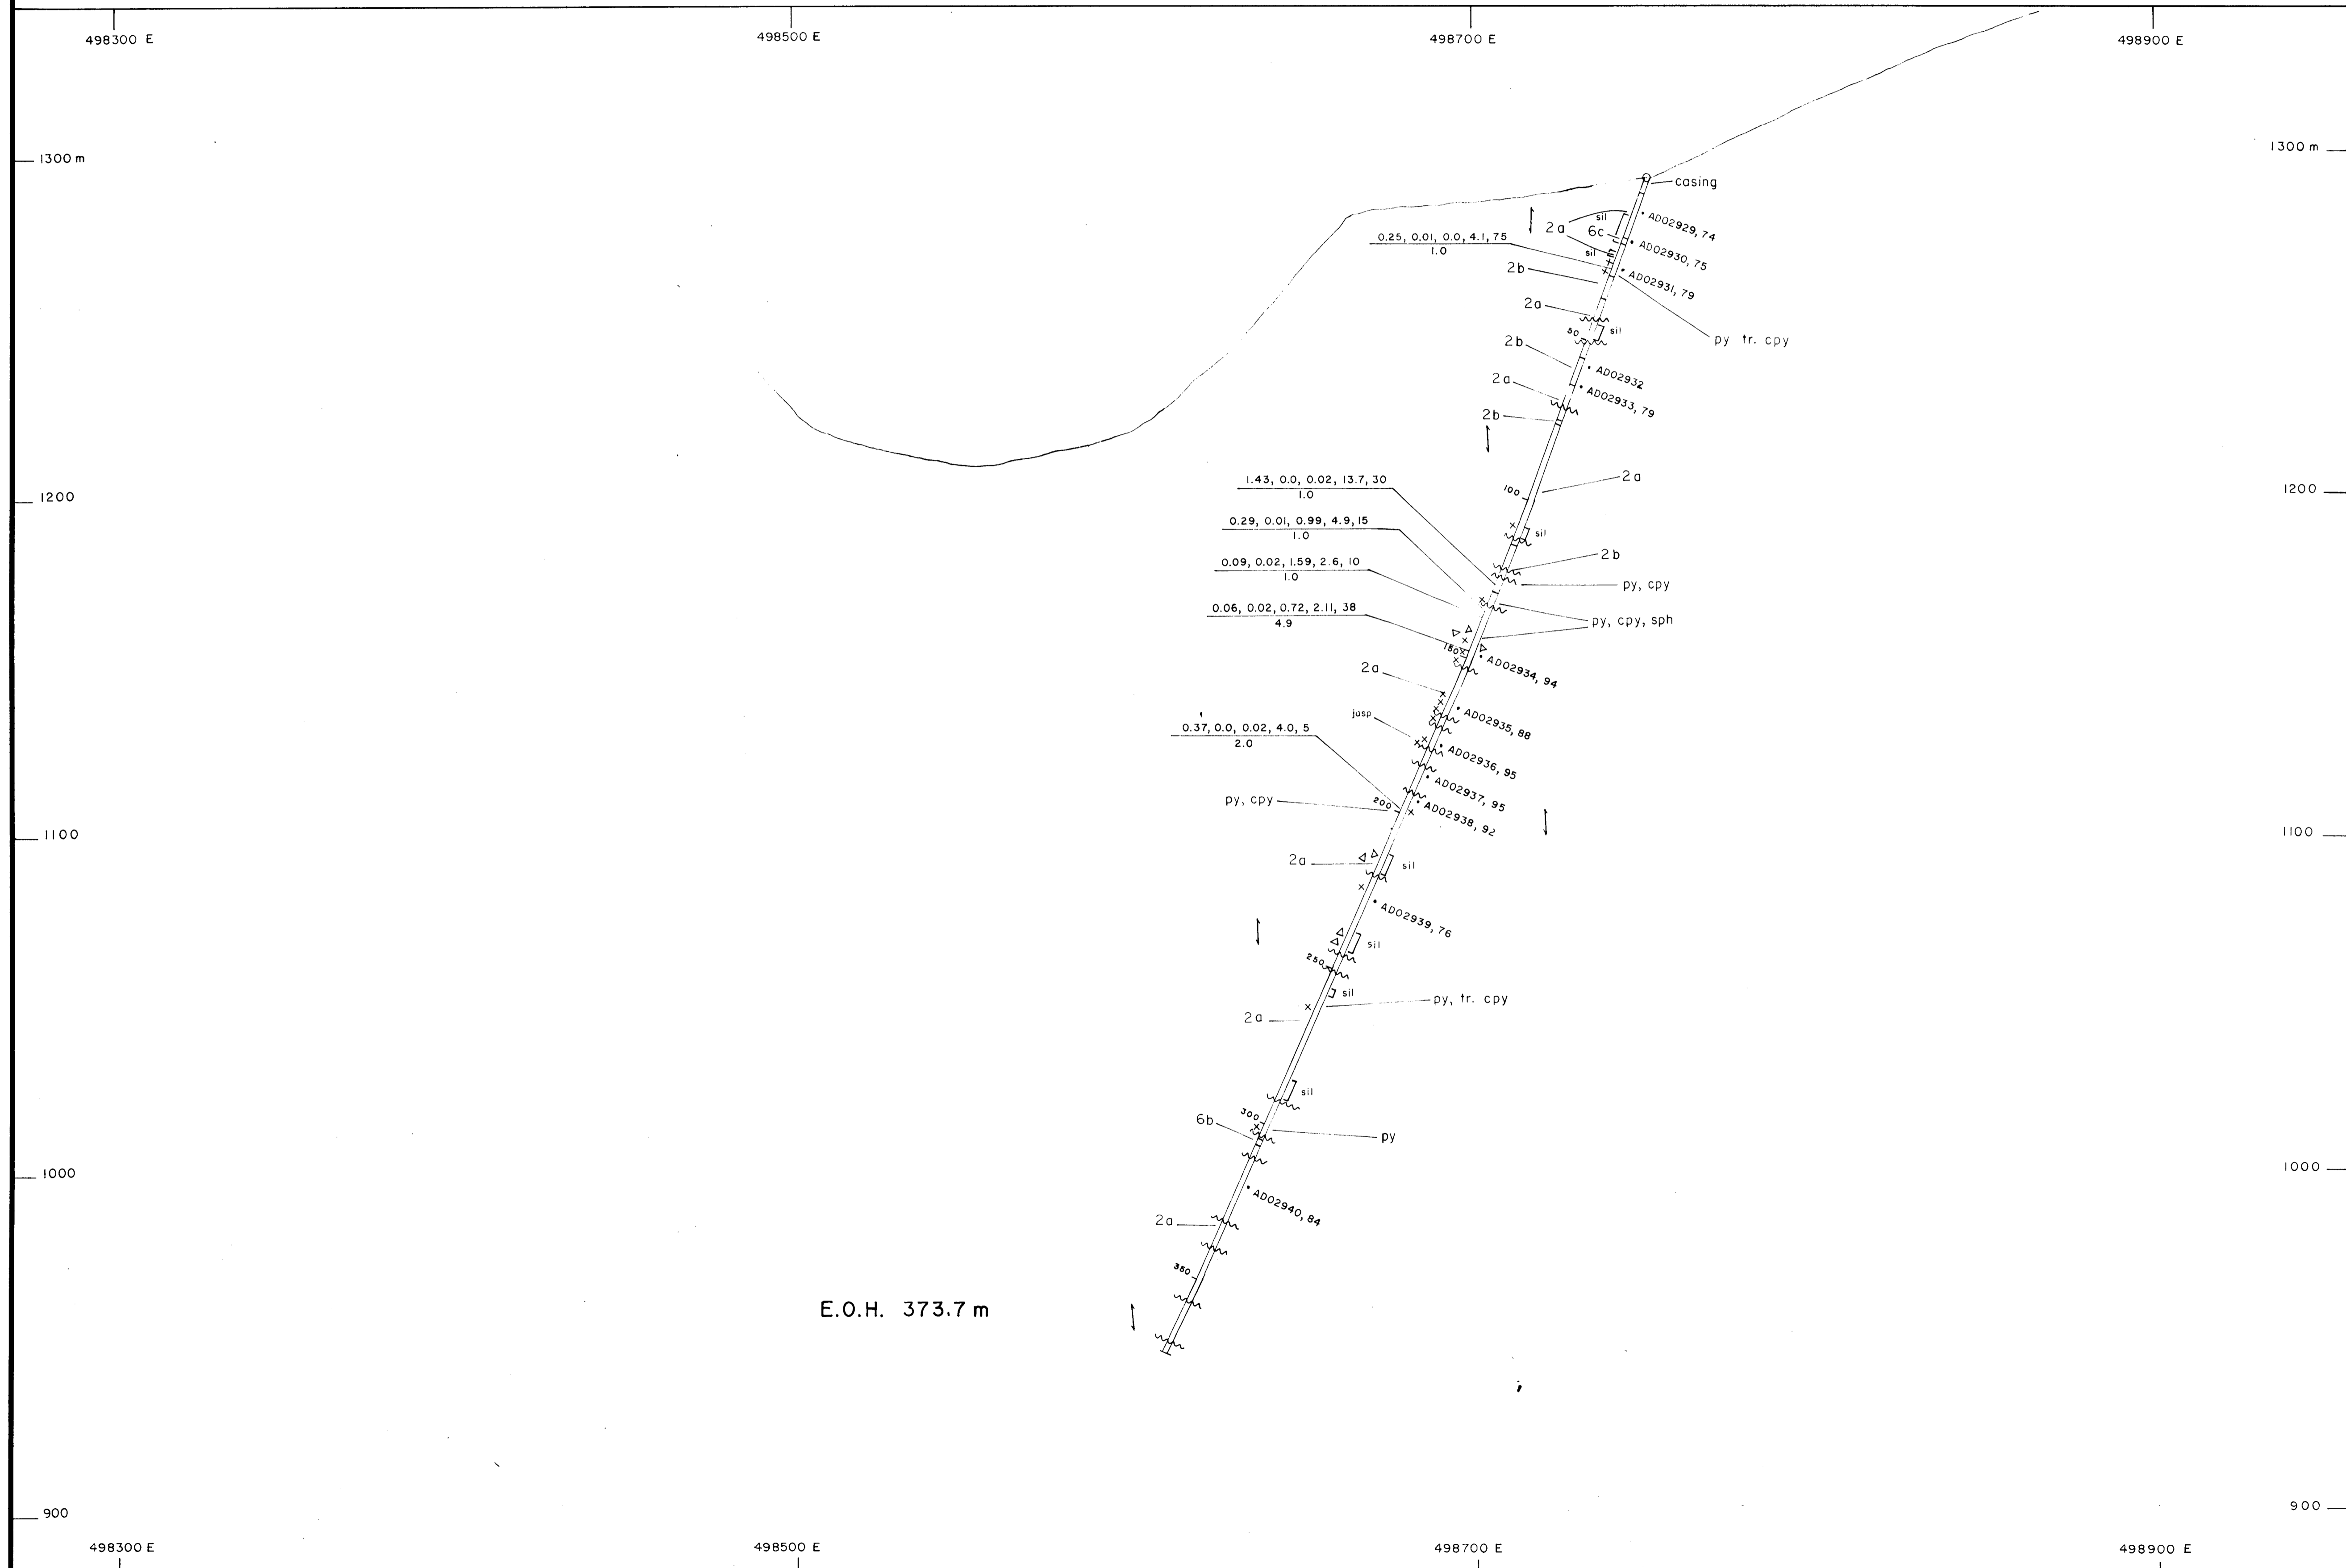 498300 E
498500 E
498700 E
498900 E
1300 m
1300 m
casing
sil
AD02929, 74
2a
6c
0.25, 0.01, 0.0, 4.1, 75
1.0
sil
AD02930, 75
2b
AD02931, 79
2a
50
sil
py tr. cpy
2b
AD02932
2a
AD02933, 79
2b
2a
1.43, 0.0, 0.02, 13.7, 30
1.0
100
1200
1200
0.29, 0.01, 0.99, 4.9, 15
1.0
sil
2b
0.09, 0.02, 1.59, 2.6, 10
1.0
py, cpy
0.06, 0.02, 0.72, 2.11, 38
4.9
py, cpy, sph
150
AD02934, 94
2a
jasp
AD02935, 88
0.37, 0.0, 0.02, 4.0, 5
2.0
AD02936, 95
AD02937, 95
py, cpy
200
AD02938, 92
1100
1100
2a
sil
AD02939, 76
sil
250
sil
py, tr. cpy
2a
sil
300
6b
py
1000
1000
AD02940, 84
2a
350
E.O.H. 373.7 m
900
900
498300 E
498500 E
498700 E
498900 E